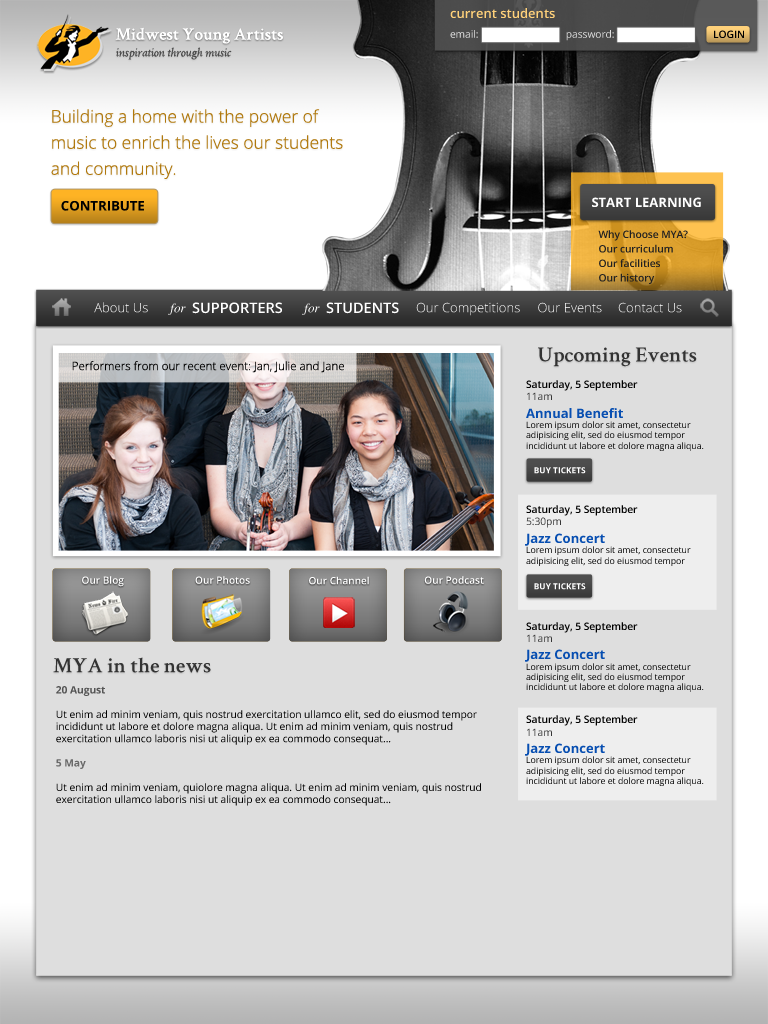 Midwest Young Artists
inspiration through music
current students
email:
password:
LOGIN
Building a home with the power of
music to enrich the lives our students
and community.
CONTRIBUTE
START LEARNING
Why Choose MYA?
Our curriculum
Our facilities
Our history
About Us
for SUPPORTERS
for STUDENTS
Our Competitions
Our Events
Contact Us
Performers from our recent event: Jan, Julie and Jane
Our Blog
Our Photos
Our Channel
Our Podcast
MYA in the news
20 August
Ut enim ad minim veniam, quis nostrud exercitation ullamco elit, sed do eiusmod tempor
incididunt ut labore et dolore magna aliqua. Ut enim ad minim veniam, quis nostrud
exercitation ullamco laboris nisi ut aliquip ex ea commodo consequat...
5 May
Ut enim ad minim veniam, quiolore magna aliqua. Ut enim ad minim veniam, quis nostrud
exercitation ullamco laboris nisi ut aliquip ex ea commodo consequat...
Upcoming Events
Saturday, 5 September
11am
Annual Benefit
Lorem ipsum dolor sit amet, consectetur
adipisicing elit, sed do eiusmod tempor
incididunt ut labore et dolore magna aliqua.
BUY TICKETS
Saturday, 5 September
5:30pm
Jazz Concert
Lorem ipsum dolor sit amet, consectetur
adipisicing elit, sed do eiusmod tempor
BUY TICKETS
Saturday, 5 September
11am
Jazz Concert
Lorem ipsum dolor sit amet, consectetur
adipisicing elit, sed do eiusmod tempor
incididunt ut labore et dolore magna aliqua.
Saturday, 5 September
11am
Jazz Concert
Lorem ipsum dolor sit amet, consectetur
adipisicing elit, sed do eiusmod tempor
incididunt ut labore et dolore magna aliqua.